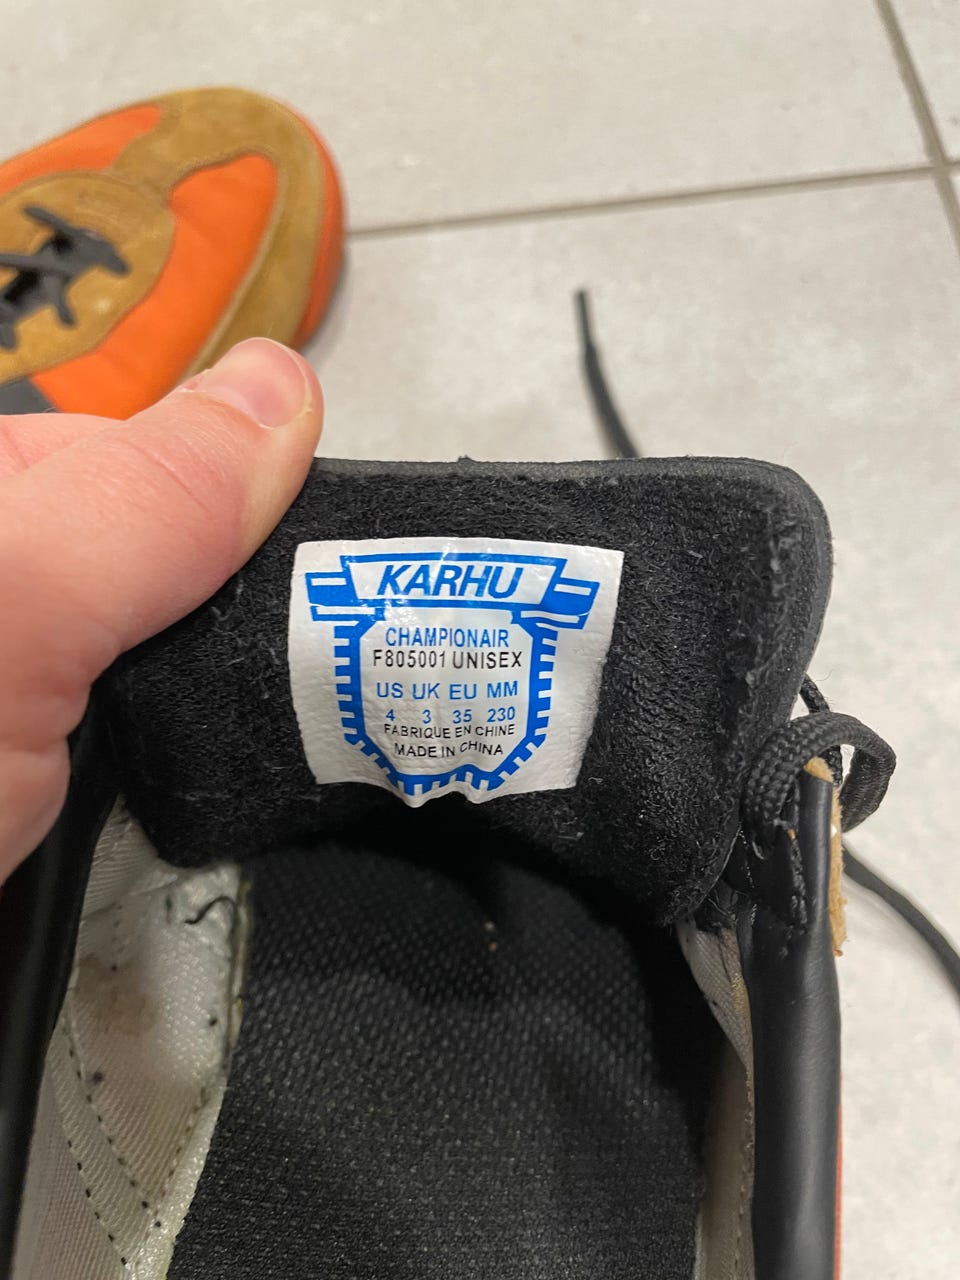 KARHU
CHAMPIONAIR
F805001 UNISEX
US UK EU MM
4 3 35 230
FABRIQUE EN CHINE
MADE IN CHINA